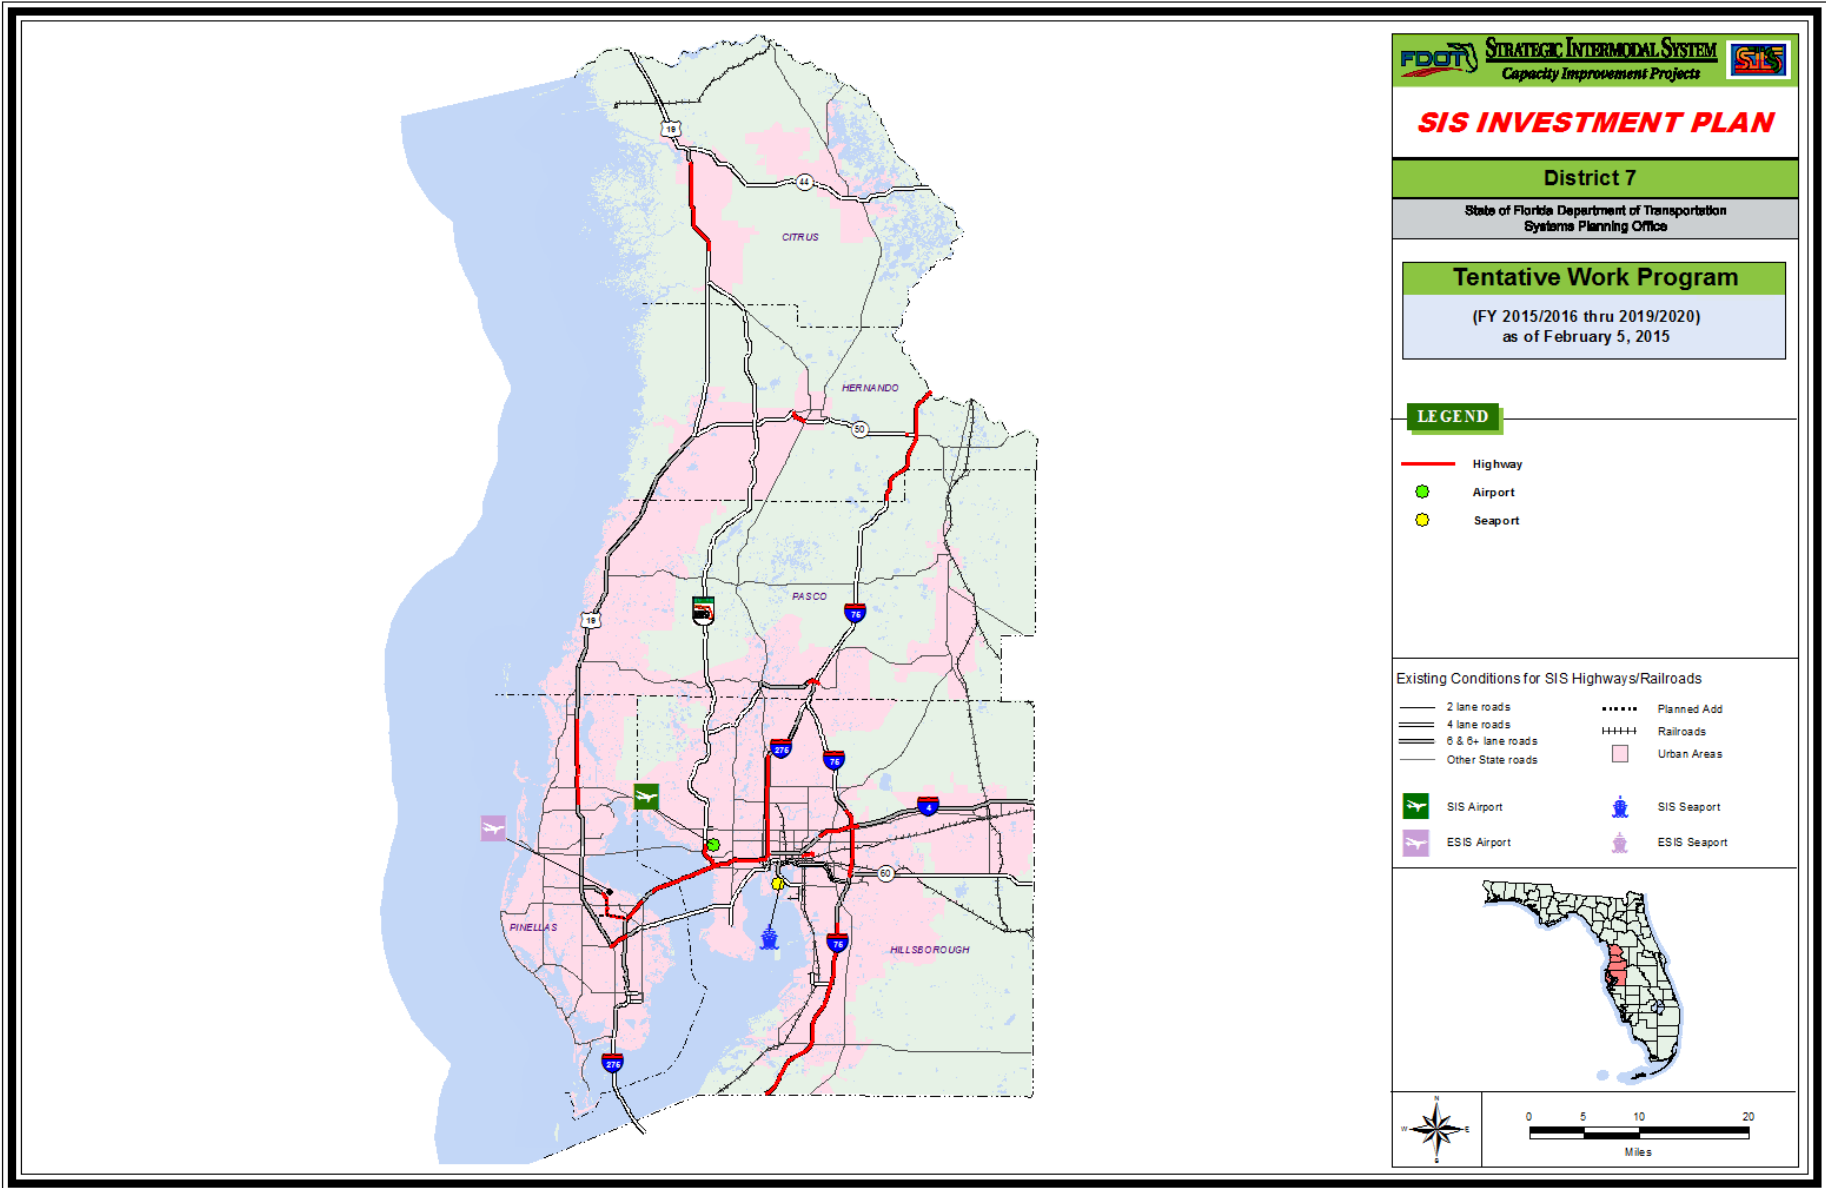 FDOT
STRATEGIC INTERMODAL SYSTEM
Capacity Improvement Projects
SIS
SIS INVESTMENT PLAN
District 7
State of Florida Department of Transportation
Systems Planning Office
Tentative Work Program
(FY 2015/2016 thru 2019/2020)
as of February 5, 2015
LEGEND
Highway
Airport
Seaport
Existing Conditions for SIS Highways/Railroads
2 lane roads
4 lane roads
6 & 6+ lane roads
Other State roads
Planned Add
Railroads
Urban Areas
SIS Airport
ESIS Airport
SIS Seaport
ESIS Seaport
N
W
E
S
0 5 10 20
Miles
19
44
CITRUS
HERNANDO
50
PASCO
75
19
275
75
4
60
PINELLAS
75
HILLSBOROUGH
275